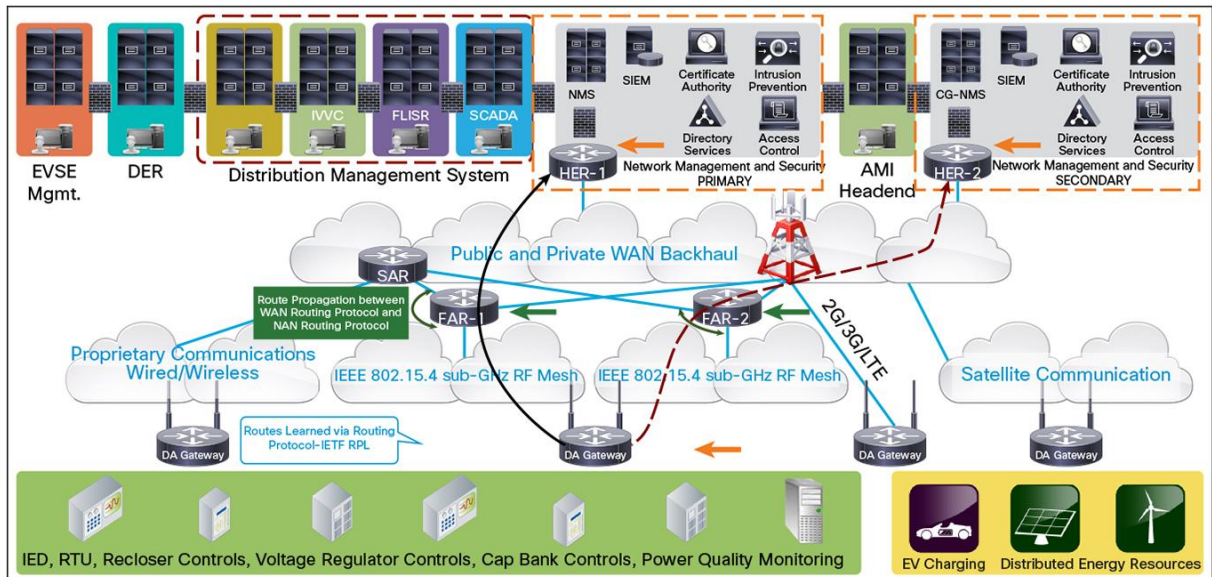 IVVC
FLISR
SCADA
EVSE
Mgmt.
DER
Distribution Management System
NMS
SIEM
Certificate
Authority
Intrusion
Prevention
Directory
Services
Access
Control
HER-1
Network Management and Security
PRIMARY
AMI
Headend
CG-NMS
SIEM
Certificate
Authority
Intrusion
Prevention
Directory
Services
Access
Control
HER-2
Network Management and Security
SECONDARY
Public and Private WAN Backhaul
SAR
Route Propagation between
WAN Routing Protocol and
NAN Routing Protocol
FAR-1
FAR-2
2G/3G/LTE
Proprietary Communications
Wired/Wireless
IEEE 802.15.4 sub-GHz RF Mesh
IEEE 802.15.4 sub-GHz RF Mesh
Satellite Communication
Routes Learned via Routing
Protocol-IETF RPL
DA Gateway
DA Gateway
DA Gateway
DA Gateway
IED, RTU, Recloser Controls, Voltage Regulator Controls, Cap Bank Controls, Power Quality Monitoring
EV Charging
Distributed Energy Resources